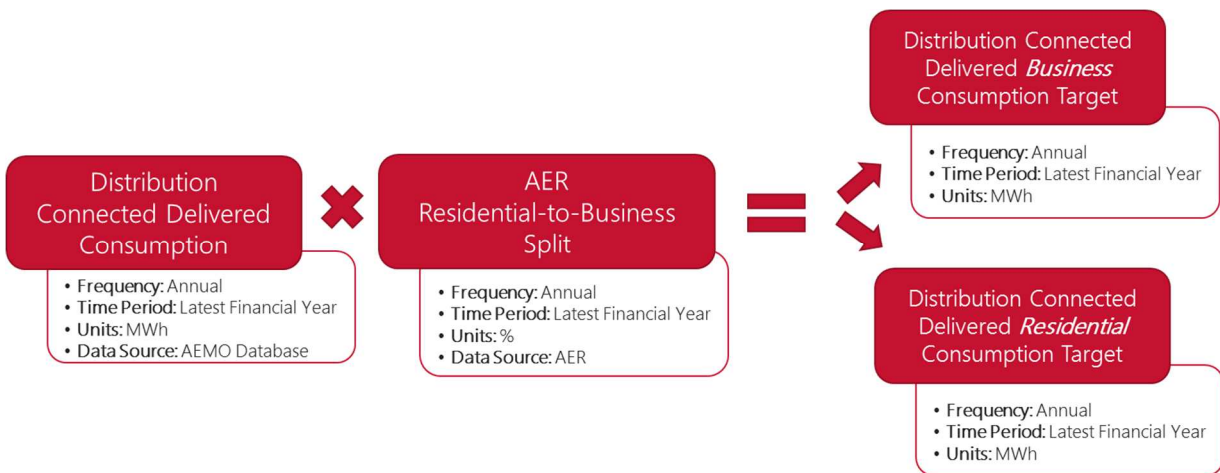 Distribution
Connected Delivered
Consumption
• Frequency: Annual
• Time Period: Latest Financial Year
• Units: MWh
• Data Source: AEMO Database
AER
Residential-to-Business
Split
• Frequency: Annual
• Time Period: Latest Financial Year
• Units: %
• Data Source: AER
Distribution Connected
Delivered Business
Consumption Target
• Frequency: Annual
• Time Period: Latest Financial Year
• Units: MWh
Distribution Connected
Delivered Residential
Consumption Target
• Frequency: Annual
• Time Period: Latest Financial Year
• Units: MWh